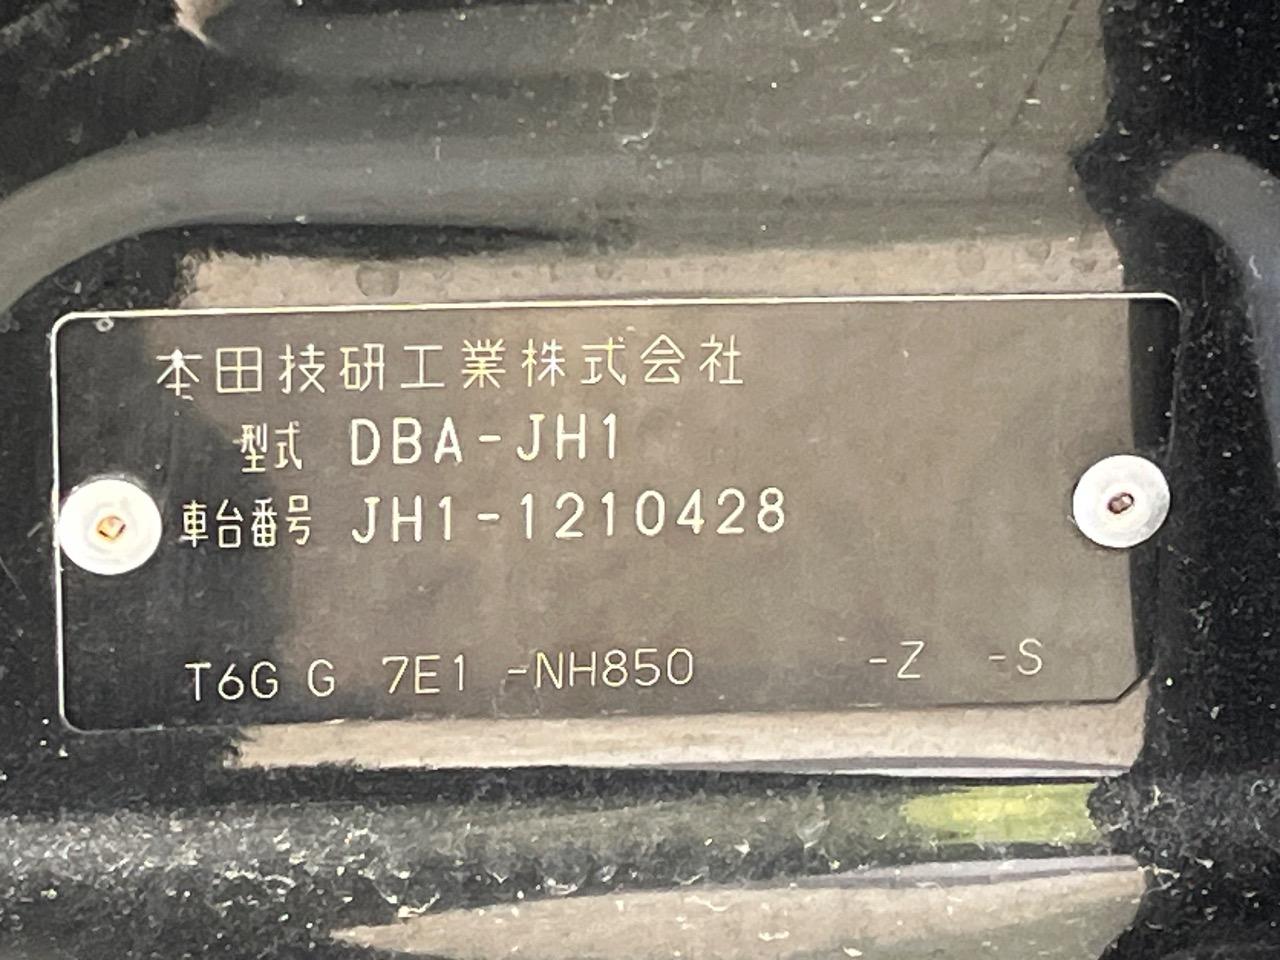 本田技研工業株式会社
型式 DBA-JH1
車台番号 JH1-1210428
T6G G 7E1 -NH850 -Z -S